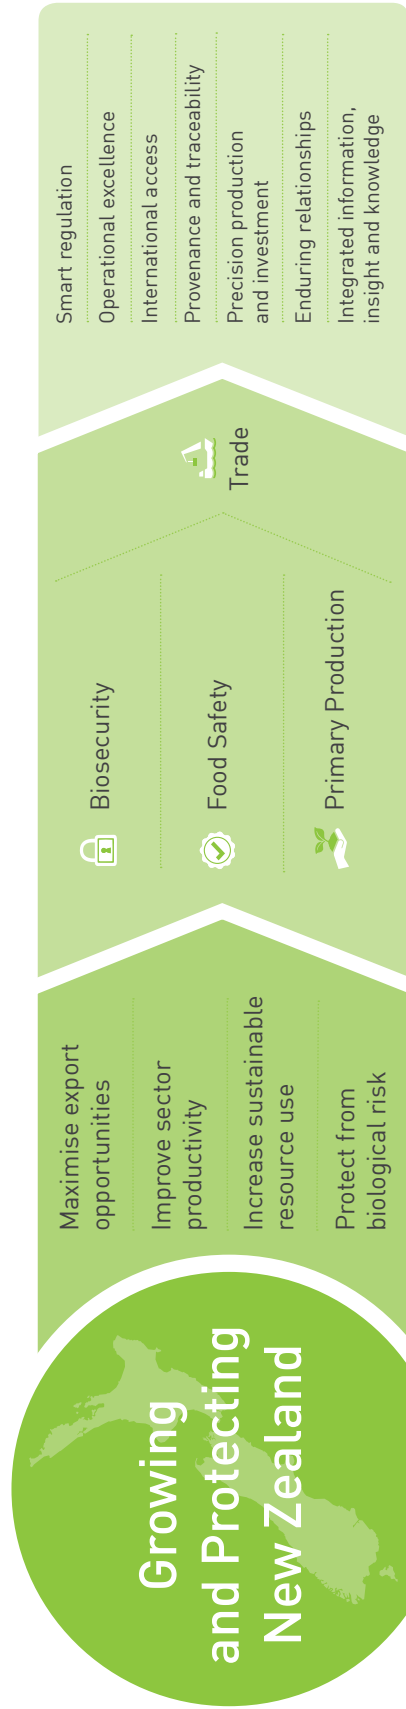 Growing
and Protecting
New Zealand
Maximise export
opportunities
Improve sector
productivity
Increase sustainable
resource use
Protect from
biological risk
Biosecurity
Food Safety
Primary Production
Trade
Smart regulation
Operational excellence
International access
Provenance and traceability
Precision production
and investment
Enduring relationships
Integrated information,
insight and knowledge